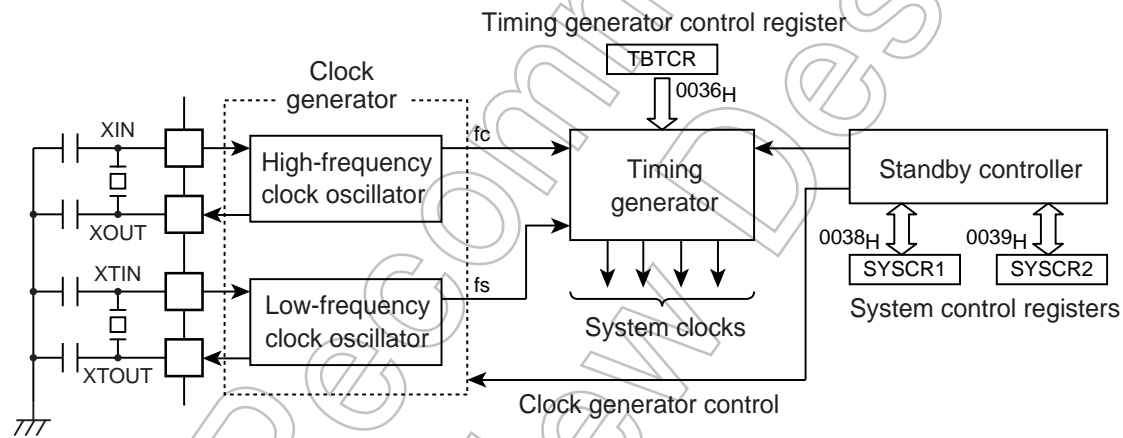 Timing generator control register
TBTCR
0036H
Clock
generator
XIN
High-frequency
clock oscillator
fc
Timing
generator
Standby controller
XOUT
0038H
0039H
SYSCR1
SYSCR2
System control registers
XTIN
Low-frequency
clock oscillator
fs
System clocks
XTOUT
Clock generator control